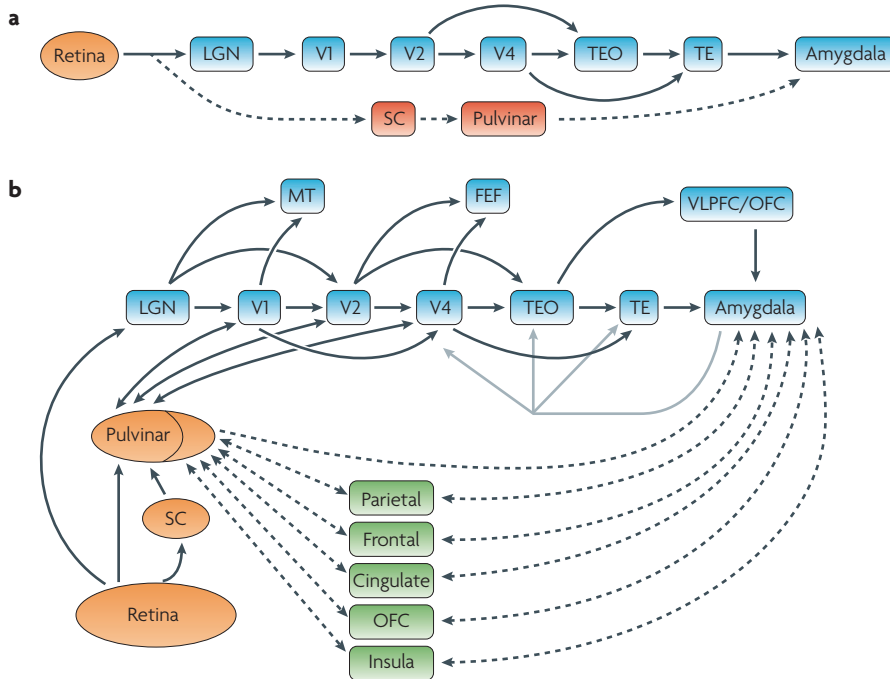 a
Retina
LGN
V1
V2
V4
TEO
TE
Amygdala
SC
Pulvinar
b
MT
FEF
VLPFC/OFC
LGN
V1
V2
V4
TEO
TE
Amygdala
Pulvinar
SC
Retina
Parietal
Frontal
Cingulate
OFC
Insula